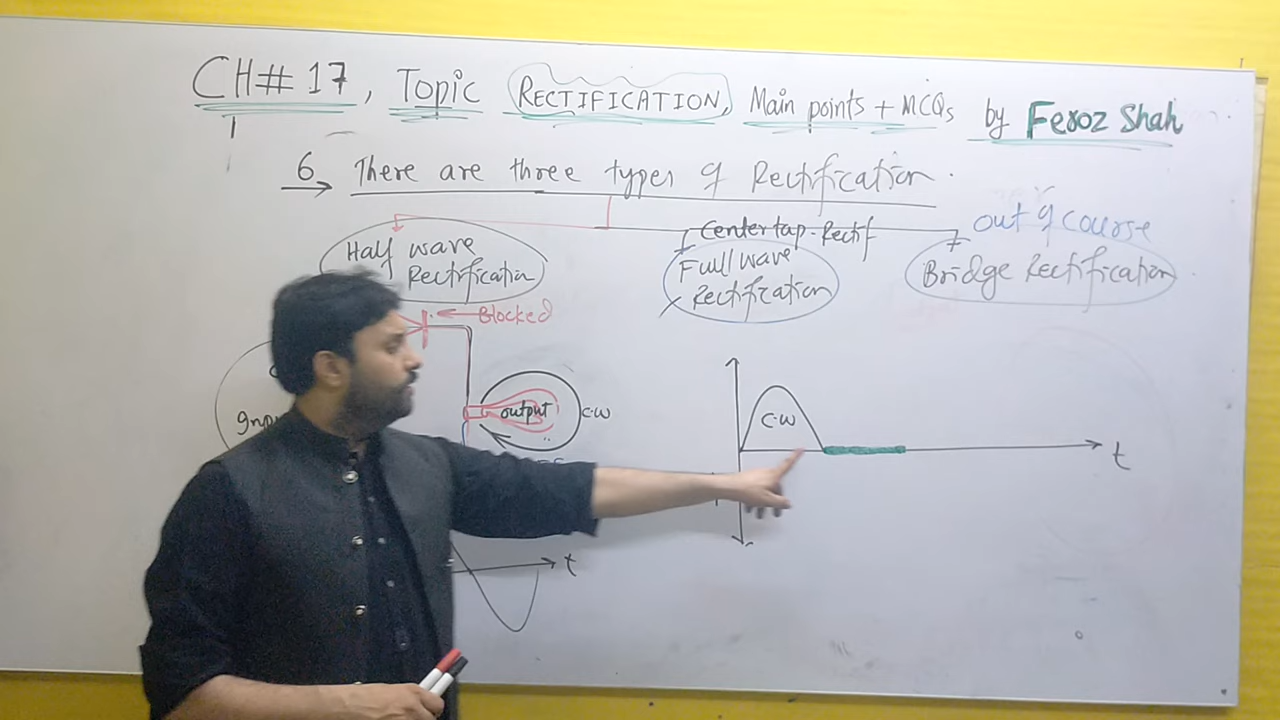 CH# 17, Topic RECTIFICATION, Main points + MCQs by Feroz Shah
6 There are three types of Rectification.
out of course
Center tap-Rectif
Half wave
Rectification
Full wave
Rectification
Bridge Rectification
Blocked
output
C.W
C.W
t
t